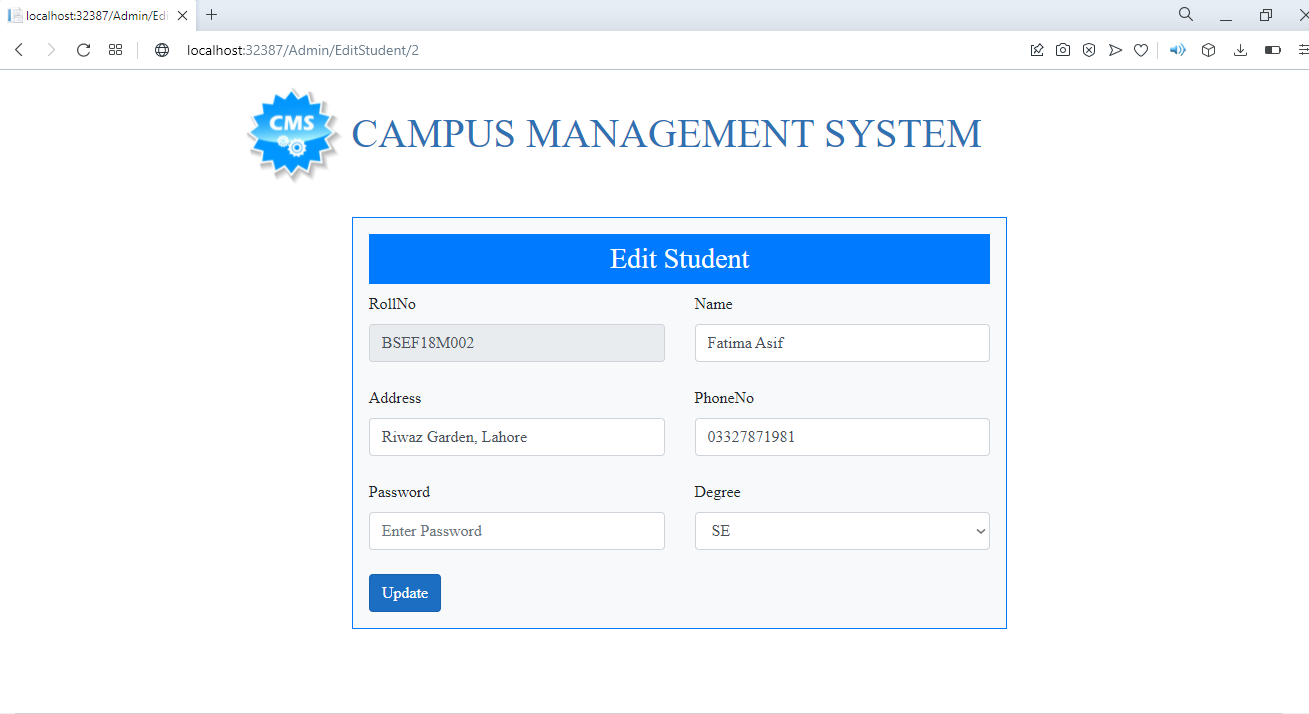 localhost:32387/Admin/Edi
localhost:32387/Admin/EditStudent/2
CMS
CAMPUS MANAGEMENT SYSTEM
Edit Student
RollNo Name
BSEF18M002 Fatima Asif
Address PhoneNo
Riwaz Garden, Lahore 03327871981
Password Degree
Enter Password SE
Update